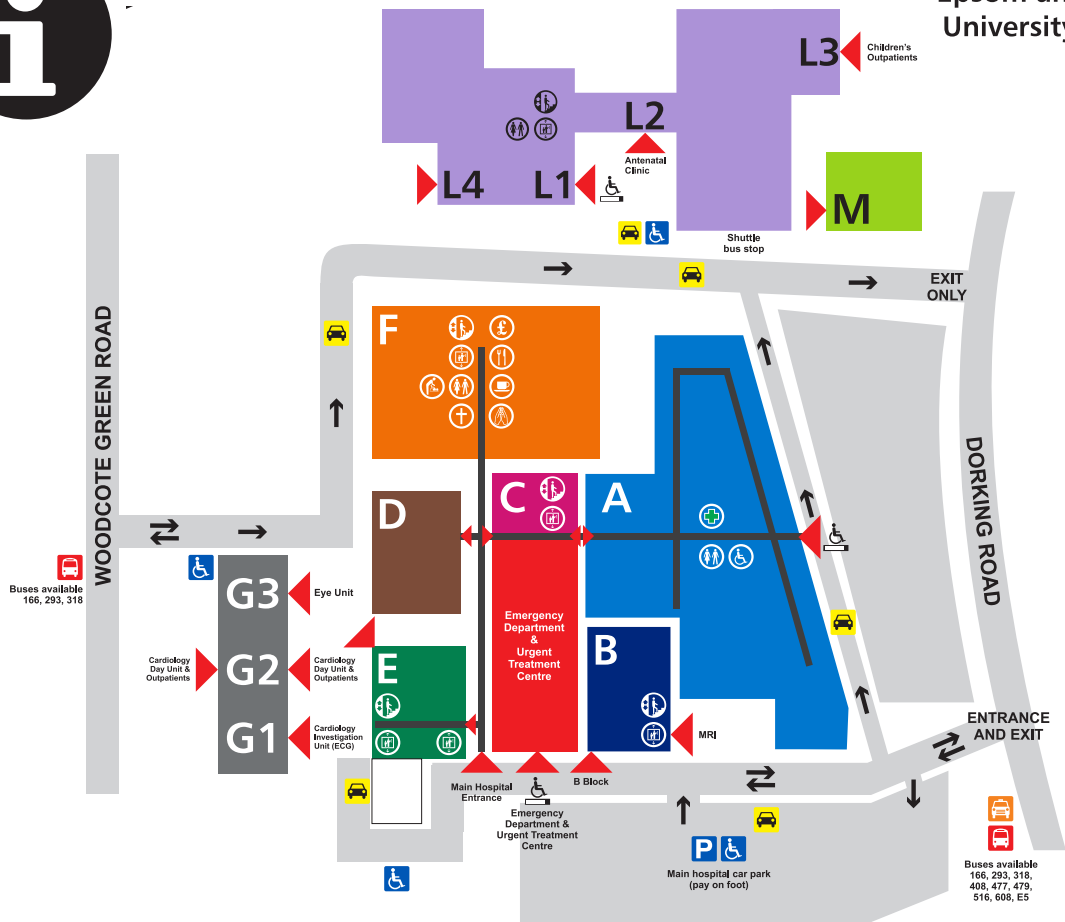 i
Epsom an
University
L3
Children's
Outpatients
L2
Antenatal
Clinic
L4
L1
M
Shuttle
bus stop
EXIT
ONLY
WOODCOTE GREEN ROAD
F
£
DORKING ROAD
C
A
D
Buses available
166, 293, 318
G3
Eye Unit
Emergency
Department
&
Urgent
Treatment
Centre
B
Cardiology
Day Unit &
Outpatients
G2
Cardiology
Day Unit &
Outpatients
E
G1
Cardiology
Investigation
Unit (ECG)
MRI
ENTRANCE
AND EXIT
Main Hospital
Entrance
B Block
Emergency
Department &
Urgent Treatment
Centre
P
Main hospital car park
(pay on foot)
Buses available
166, 293, 318,
408, 477, 479,
516, 608, E5